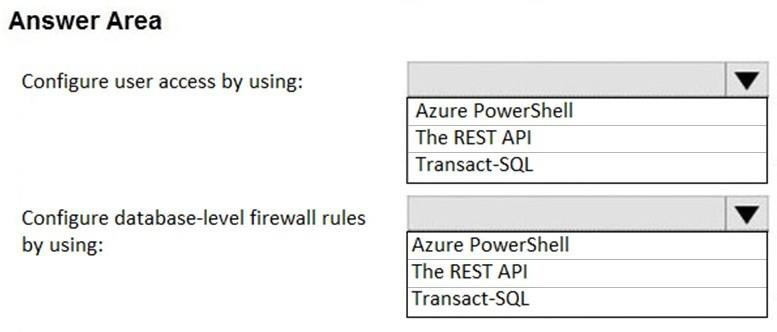 Answer Area
Configure user access by using:
Azure PowerShell
The REST API
Transact-SQL
Configure database-level firewall rules
by using:
Azure PowerShell
The REST API
Transact-SQL